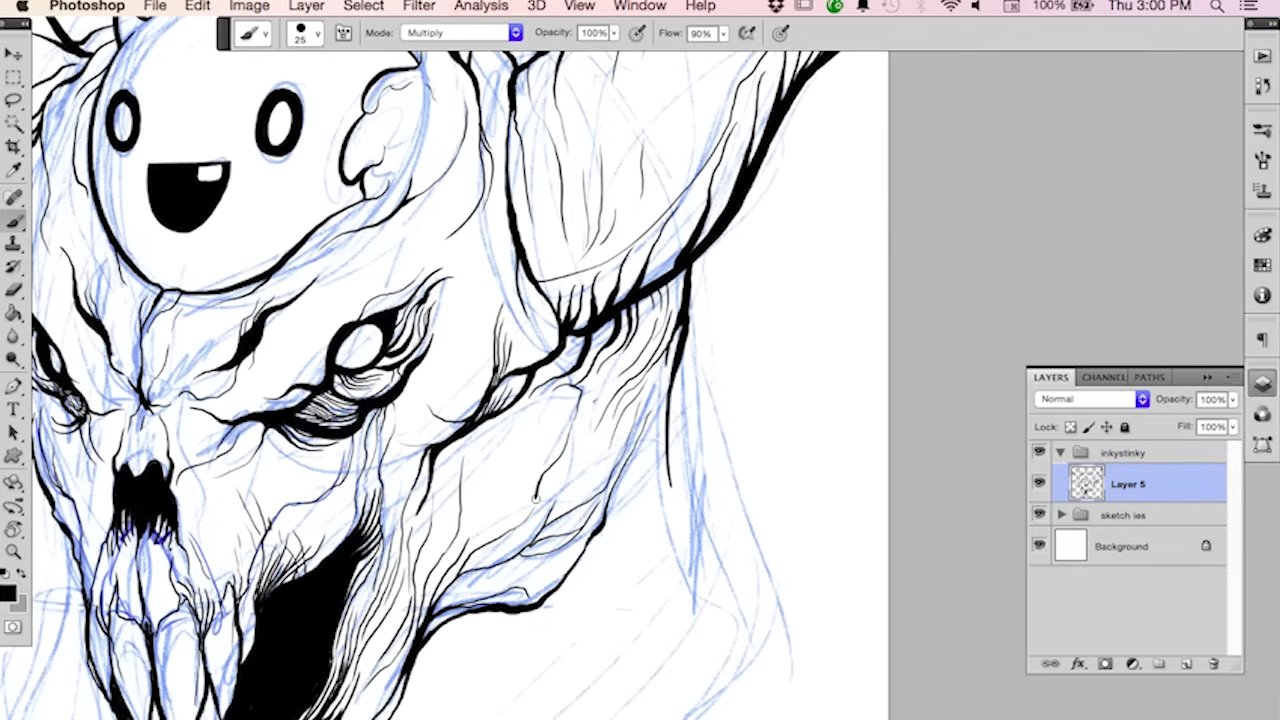 Photoshop File Edit Image Layer Select Filter Analysis 3D View Window Help 100% Thu 3:00 PM
25 Mode: Multiply Opacity: 100% Flow: 90%
LAYERS CHANNEL PATHS
Normal Opacity: 100%
Lock: Fill: 100%
inkystinky
Layer 5
sketch ies
Background